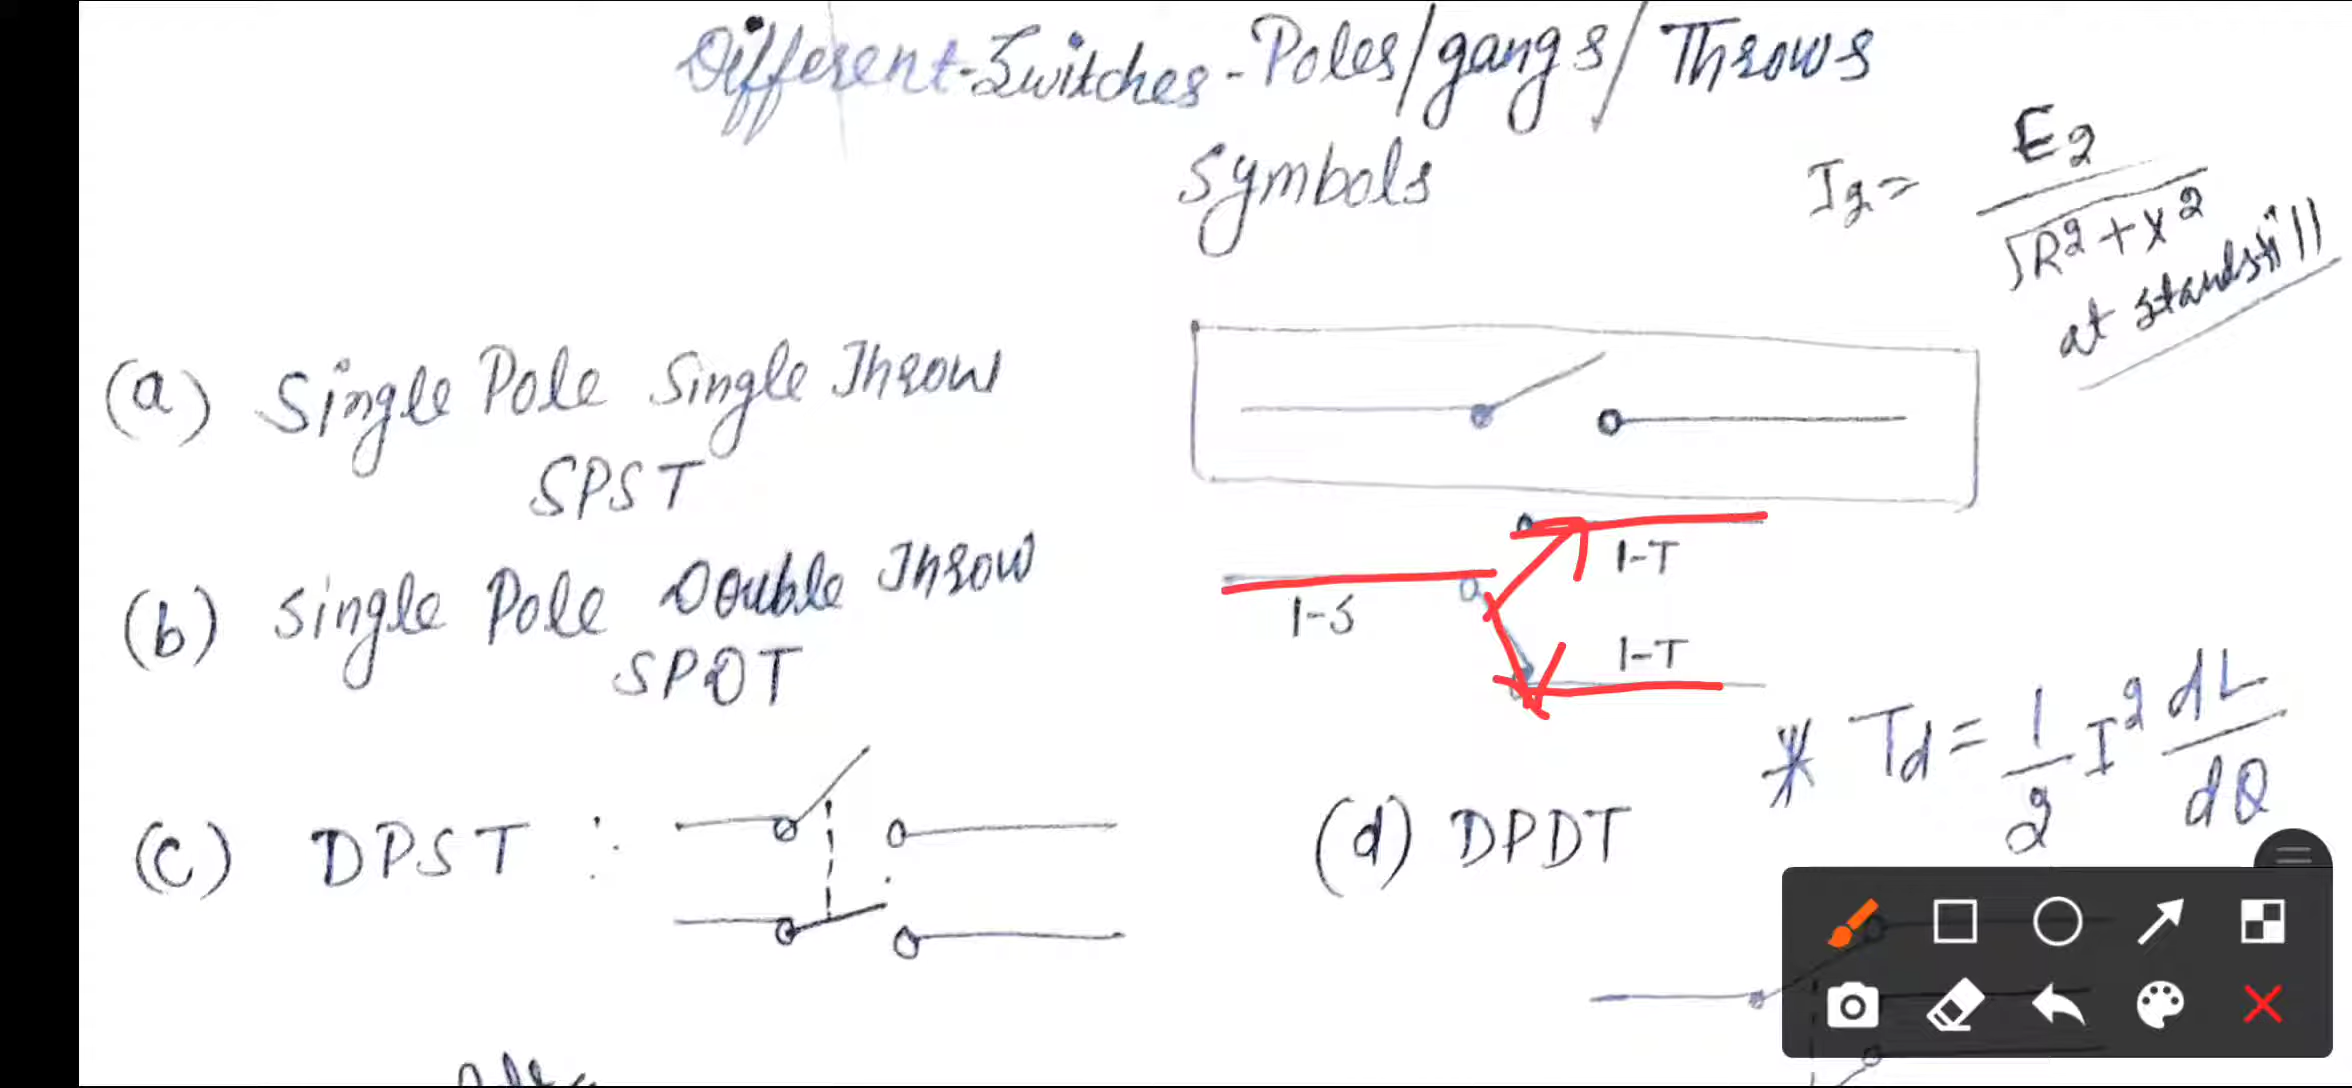 Different-Switches-Poles/gangs/Throws
Symbols
I2 = E2
√R2+X2
at standstill
(a) Single Pole Single Throw
SPST
1-T
(b) Single Pole Double Throw
SPDT
1-S
1-T
* Td = 1/2 I2 dL/dθ
(c) DPST :
(d) DPDT